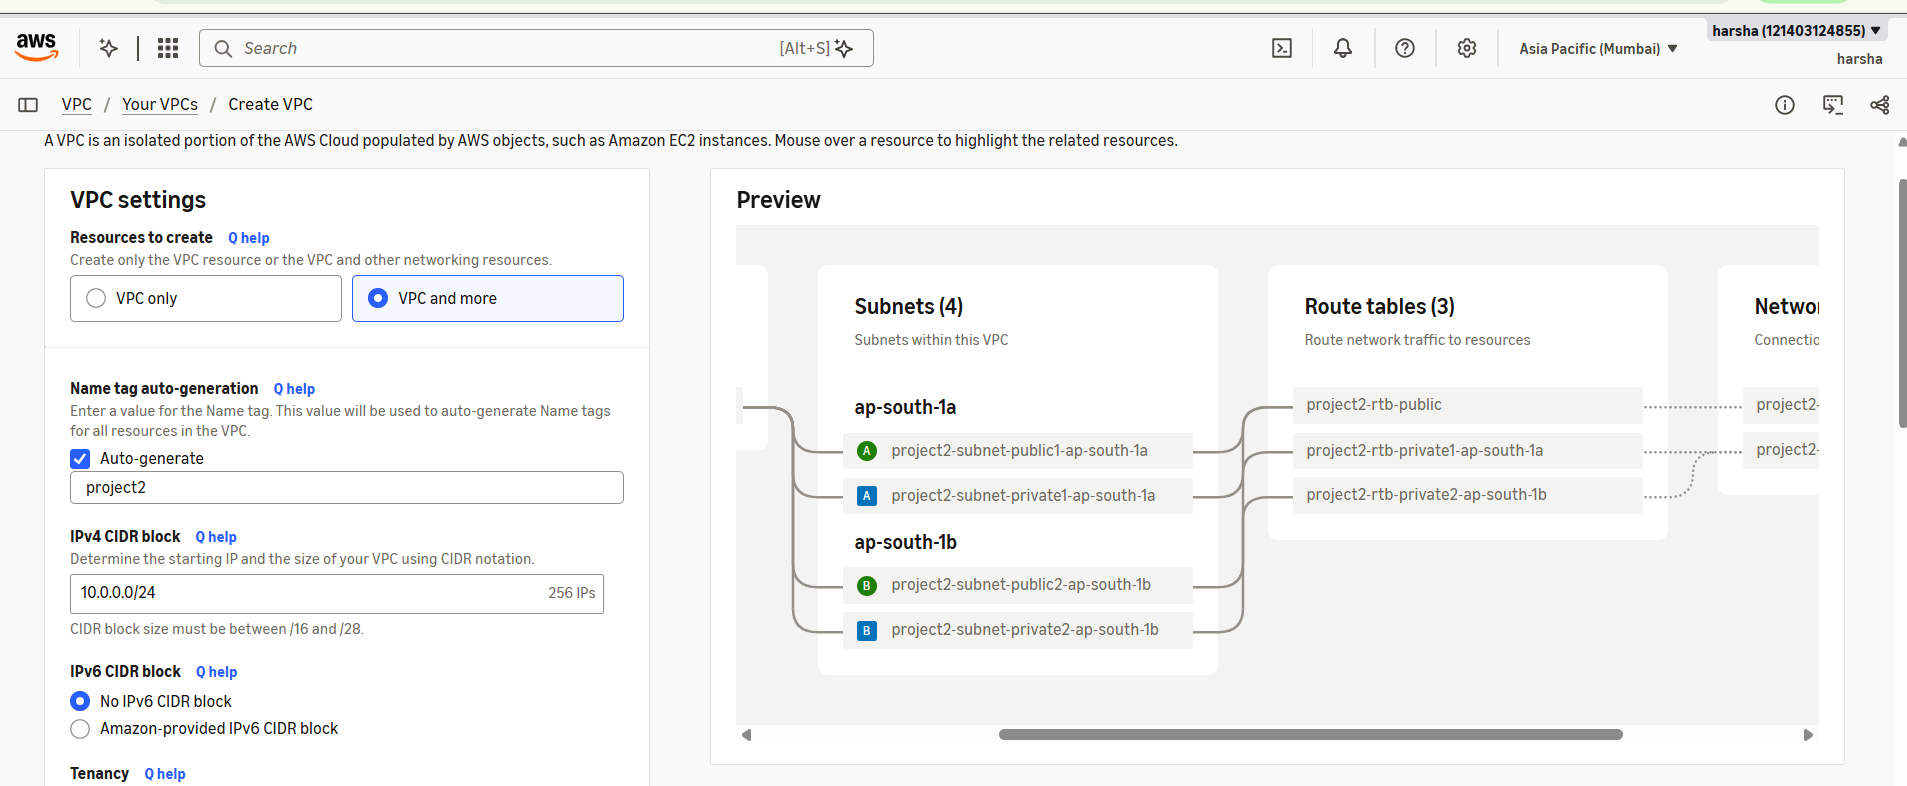 aws
Search
[Alt+S]
Asia Pacific (Mumbai)
harsha (121403124855)
harsha
VPC / Your VPCs / Create VPC
A VPC is an isolated portion of the AWS Cloud populated by AWS objects, such as Amazon EC2 instances. Mouse over a resource to highlight the related resources.
VPC settings
Resources to create Q help
Create only the VPC resource or the VPC and other networking resources.
VPC only
VPC and more
Name tag auto-generation Q help
Enter a value for the Name tag. This value will be used to auto-generate Name tags
for all resources in the VPC.
Auto-generate
project2
IPv4 CIDR block Q help
Determine the starting IP and the size of your VPC using CIDR notation.
10.0.0.0/24 256 IPs
CIDR block size must be between /16 and /28.
IPv6 CIDR block Q help
No IPv6 CIDR block
Amazon-provided IPv6 CIDR block
Tenancy Q help
Preview
Subnets (4)
Subnets within this VPC
ap-south-1a
A project2-subnet-public1-ap-south-1a
A project2-subnet-private1-ap-south-1a
ap-south-1b
B project2-subnet-public2-ap-south-1b
B project2-subnet-private2-ap-south-1b
Route tables (3)
Route network traffic to resources
project2-rtb-public
project2-rtb-private1-ap-south-1a
project2-rtb-private2-ap-south-1b
Netwo
Connectio
project2-
project2-